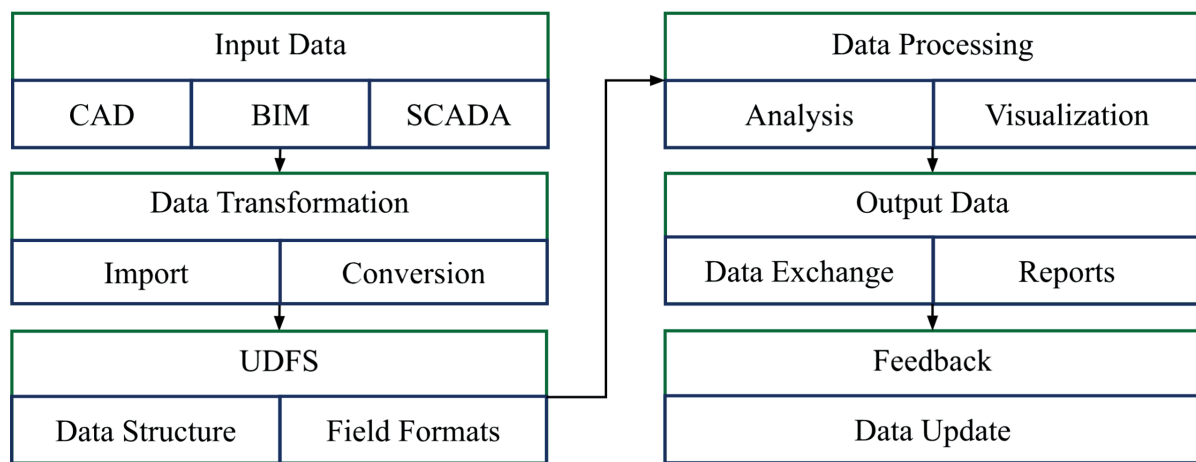 Input Data
CAD BIM SCADA
Data Transformation
Import Conversion
UDFS
Data Structure Field Formats
Data Processing
Analysis Visualization
Output Data
Data Exchange Reports
Feedback
Data Update